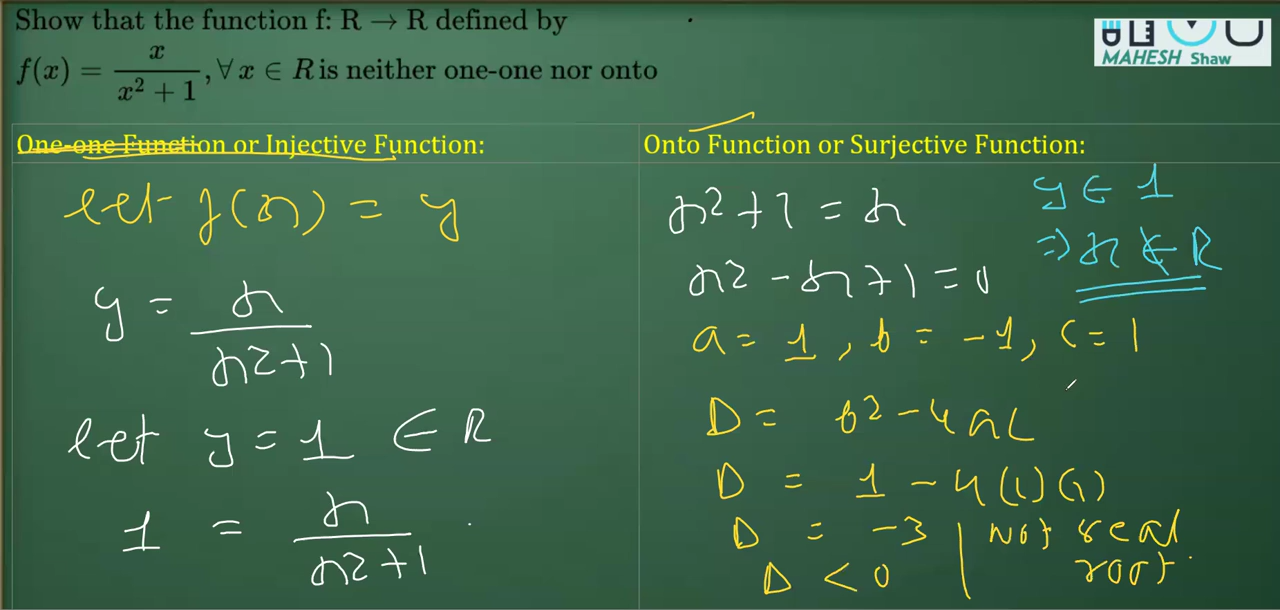 Show that the function f: R → R defined by
f(x) = x / (x² + 1), ∀ x ∈ R is neither one-one nor onto
MAHESH Shaw
One-one Function or Injective Function:
let f(x) = y
y = x / (x² + 1)
let y = 1 ∈ R
1 = x / (x² + 1)
Onto Function or Surjective Function:
x² + 1 = x
x² - x + 1 = 0
a = 1, b = -1, c = 1
D = b² - 4ac
D = 1 - 4(1)(1)
D = -3
D < 0
Not real
root
y ∈ 1
⇒ x ∉ R